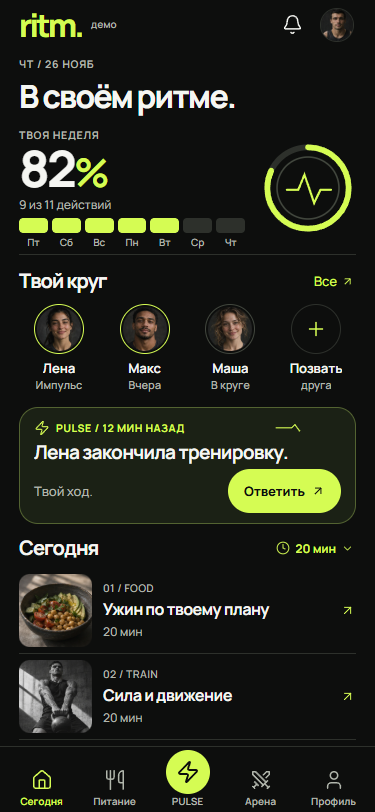 ritm. демо
ЧТ / 26 НОЯБ
В своём ритме.
ТВОЯ НЕДЕЛЯ
82%
9 из 11 действий
Пт Сб Вс Пн Вт Ср Чт
Твой круг Все
Лена Макс Маша Позвать
Импульс Вчера В круге друга
PULSE / 12 МИН НАЗАД
Лена закончила тренировку.
Твой ход. Ответить
Сегодня 20 мин
01 / FOOD
Ужин по твоему плану
20 мин
02 / TRAIN
Сила и движение
20 мин
Сегодня Питание PULSE Арена Профиль